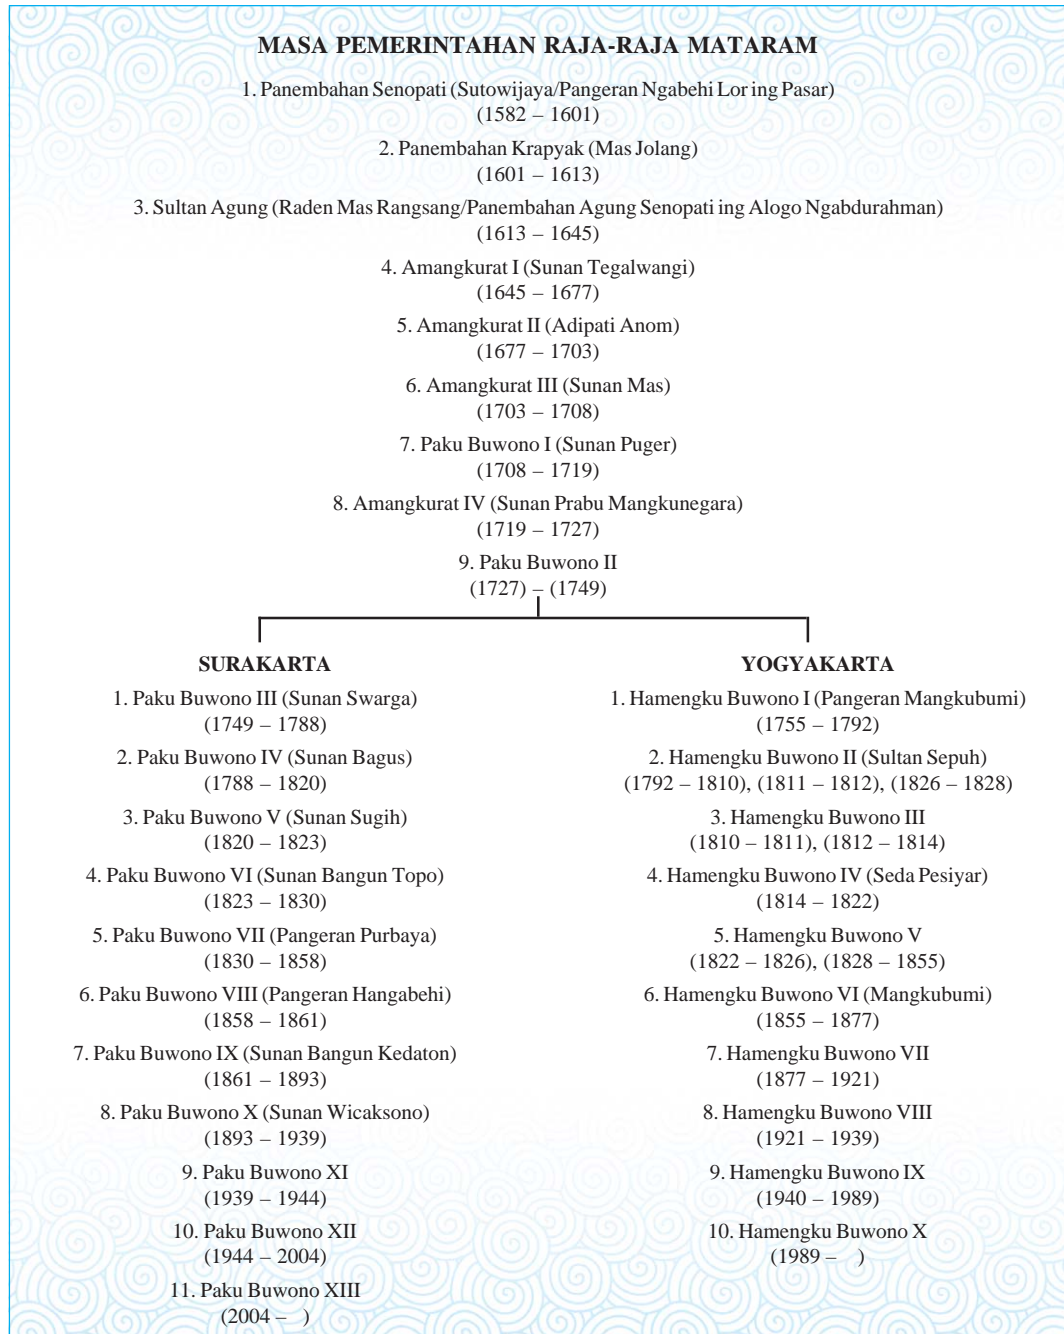 MASA PEMERINTAHAN RAJA-RAJA MATARAM
1. Panembahan Senopati (Sutowijaya/Pangeran Ngabehi Lor ing Pasar)
(1582 – 1601)
2. Panembahan Krapyak (Mas Jolang)
(1601 – 1613)
3. Sultan Agung (Raden Mas Rangsang/Panembahan Agung Senopati ing Alogo Ngabdurahman)
(1613 – 1645)
4. Amangkurat I (Sunan Tegalwangi)
(1645 – 1677)
5. Amangkurat II (Adipati Anom)
(1677 – 1703)
6. Amangkurat III (Sunan Mas)
(1703 – 1708)
7. Paku Buwono I (Sunan Puger)
(1708 – 1719)
8. Amangkurat IV (Sunan Prabu Mangkunegara)
(1719 – 1727)
9. Paku Buwono II
(1727) – (1749)
SURAKARTA
1. Paku Buwono III (Sunan Swarga)
(1749 – 1788)
2. Paku Buwono IV (Sunan Bagus)
(1788 – 1820)
3. Paku Buwono V (Sunan Sugih)
(1820 – 1823)
4. Paku Buwono VI (Sunan Bangun Topo)
(1823 – 1830)
5. Paku Buwono VII (Pangeran Purbaya)
(1830 – 1858)
6. Paku Buwono VIII (Pangeran Hangabehi)
(1858 – 1861)
7. Paku Buwono IX (Sunan Bangun Kedaton)
(1861 – 1893)
8. Paku Buwono X (Sunan Wicaksono)
(1893 – 1939)
9. Paku Buwono XI
(1939 – 1944)
10. Paku Buwono XII
(1944 – 2004)
11. Paku Buwono XIII
(2004 – )
YOGYAKARTA
1. Hamengku Buwono I (Pangeran Mangkubumi)
(1755 – 1792)
2. Hamengku Buwono II (Sultan Sepuh)
(1792 – 1810), (1811 – 1812), (1826 – 1828)
3. Hamengku Buwono III
(1810 – 1811), (1812 – 1814)
4. Hamengku Buwono IV (Seda Pesiyar)
(1814 – 1822)
5. Hamengku Buwono V
(1822 – 1826), (1828 – 1855)
6. Hamengku Buwono VI (Mangkubumi)
(1855 – 1877)
7. Hamengku Buwono VII
(1877 – 1921)
8. Hamengku Buwono VIII
(1921 – 1939)
9. Hamengku Buwono IX
(1940 – 1989)
10. Hamengku Buwono X
(1989 – )